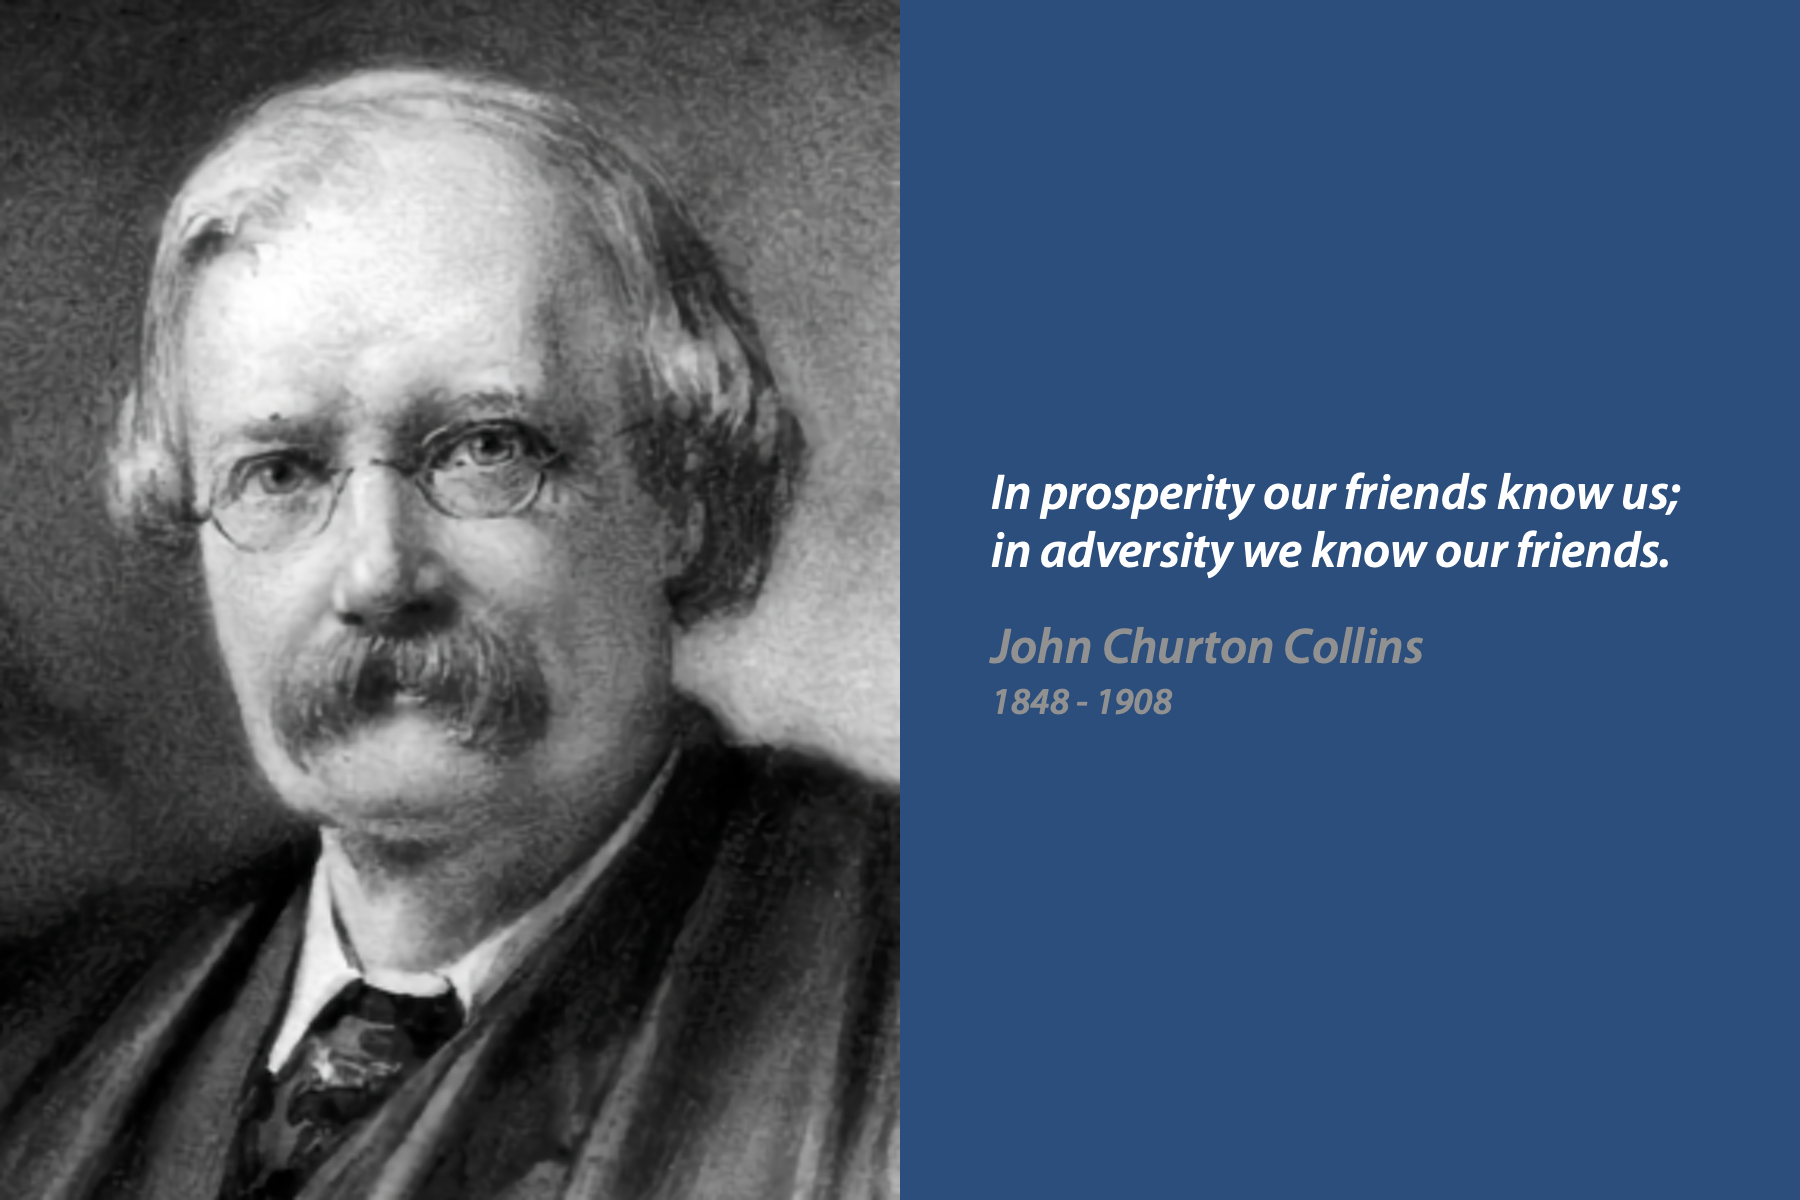 In prosperity our friends know us;
in adversity we know our friends.
John Churton Collins
1848 - 1908